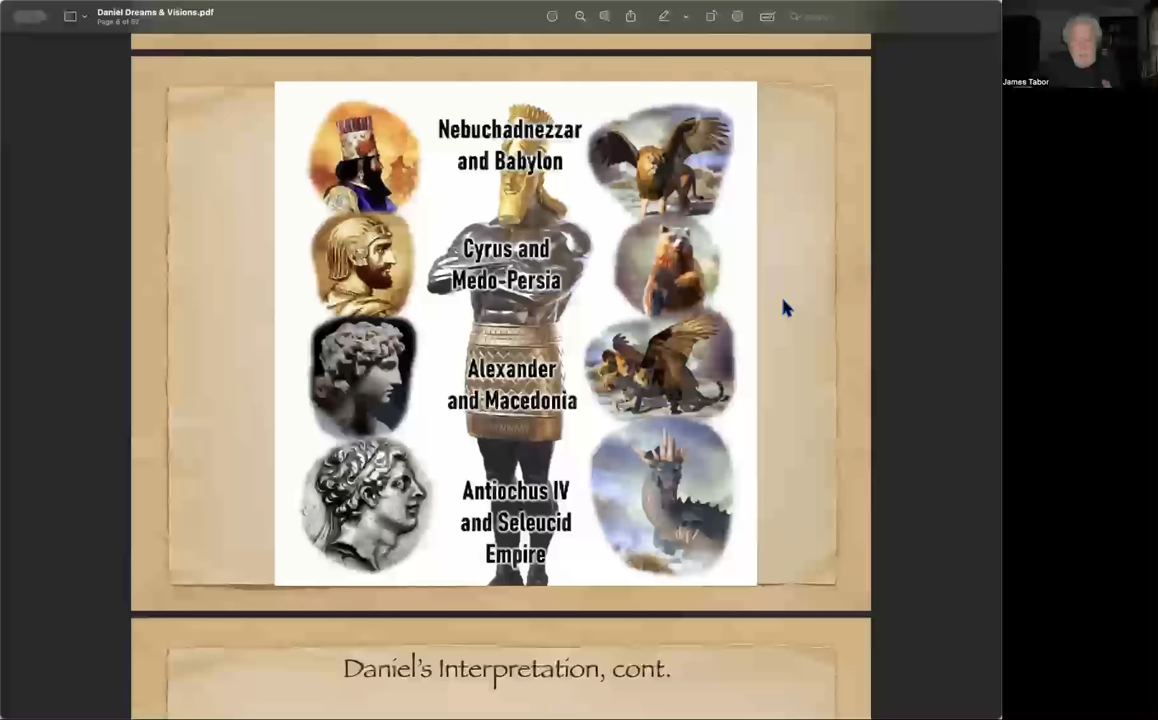 Daniel Dreams & Visions.pdf
James Tabor
Nebuchadnezzar
and Babylon
Cyrus and
Medo-Persia
Alexander
and Macedonia
Antiochus IV
and Seleucid
Empire
Daniel's Interpretation, cont.